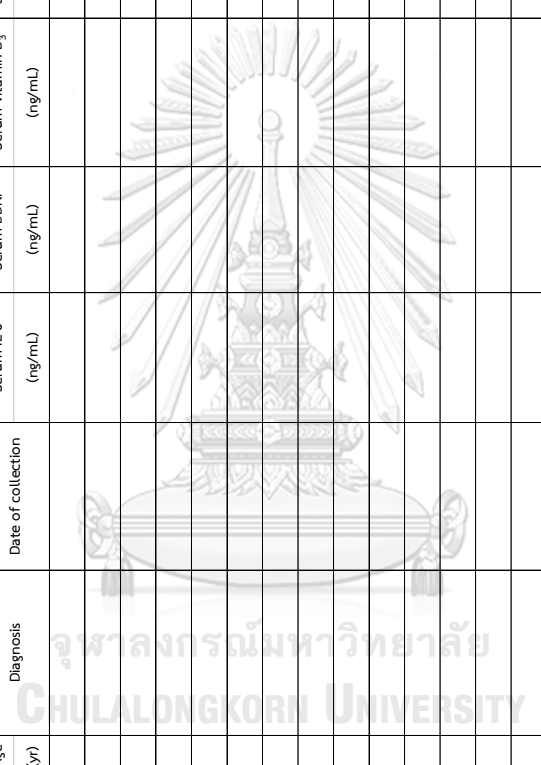 yr)
Diagnosis
Date of collection
(ng/mL)
(ng/mL)
(ng/mL)
จุฬาลงกรณ์มหาวิทยาลัย
CHULALONGKORN UNIVERSITY